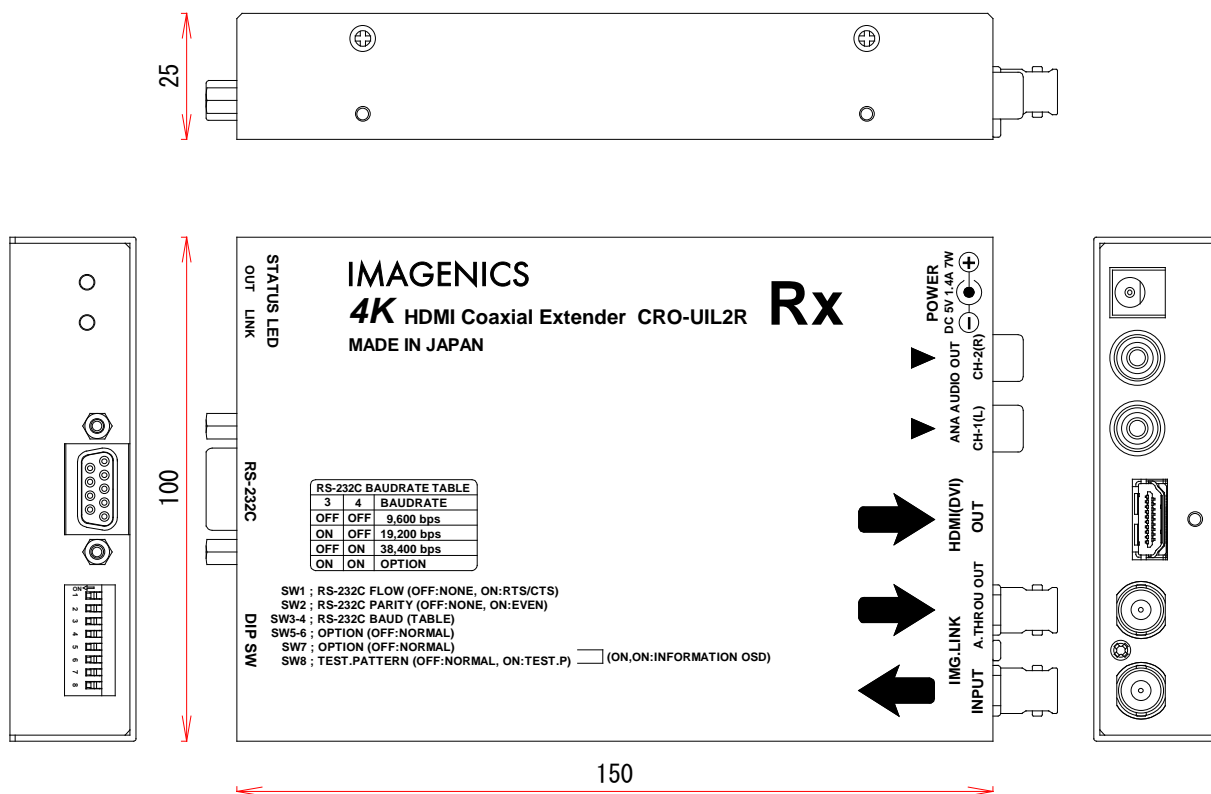 25
STATUS LED
OUT LINK
IMAGENICS
4K HDMI Coaxial Extender CRO-UIL2R Rx
MADE IN JAPAN
POWER
DC 5V 1.4A 7W
ANA AUDIO OUT
CH-2(R)
CH-1(L)
100
RS-232C
RS-232C BAUDRATE TABLE
3 4 BAUDRATE
OFF OFF 9,600 bps
ON OFF 19,200 bps
OFF ON 38,400 bps
ON ON OPTION
HDMI(DVI)
OUT
DIP SW
SW1 ; RS-232C FLOW (OFF:NONE, ON:RTS/CTS)
SW2 ; RS-232C PARITY (OFF:NONE, ON:EVEN)
SW3-4 ; RS-232C BAUD (TABLE)
SW5-6 ; OPTION (OFF:NORMAL)
SW7 ; OPTION (OFF:NORMAL)
SW8 ; TEST.PATTERN (OFF:NORMAL, ON:TEST.P)
(ON,ON:INFORMATION OSD)
IMG.LINK
A.THROU OUT
INPUT
ON
1
2
3
4
5
6
7
8
150